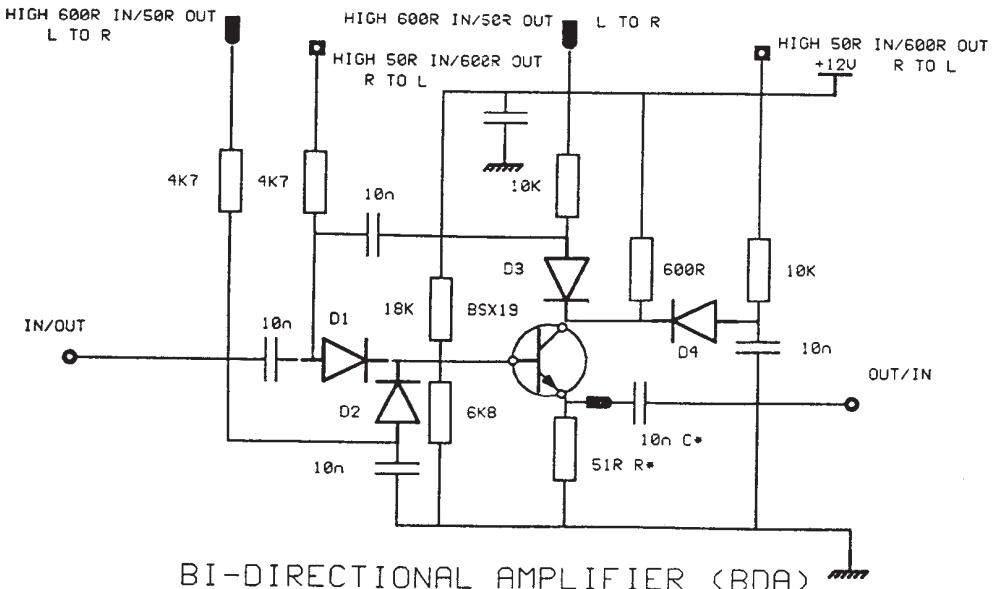 HIGH 600R IN/50R OUT
L TO R
HIGH 600R IN/50R OUT
L TO R
HIGH 50R IN/600R OUT
R TO L
HIGH 50R IN/600R OUT
+12V
R TO L
4K7
4K7
10n
10K
D3
600R
10K
18K
BSX19
IN/OUT
10n
D1
D4
10n
OUT/IN
D2
6K8
10n C*
10n
51R R*
BI-DIRECTIONAL AMPLIFIER (BDA)